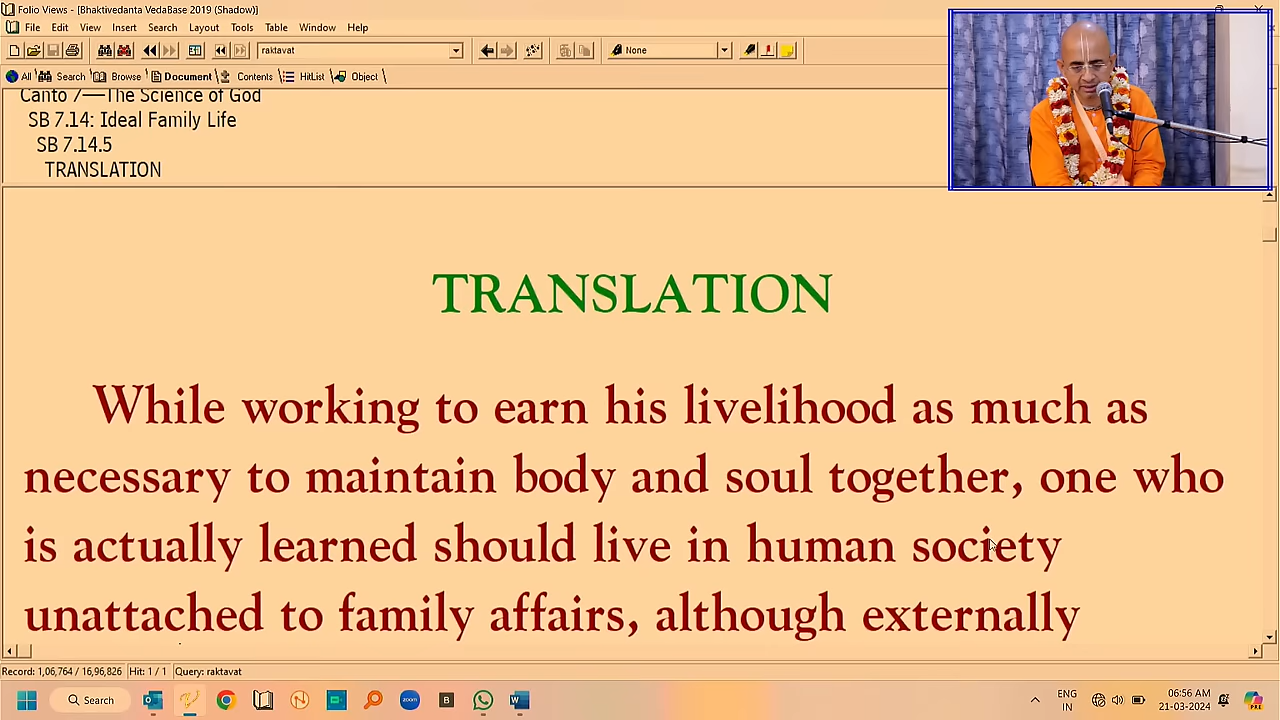 Folio Views - [Bhaktivedanta VedaBase 2019 (Shadow)]
File Edit View Insert Search Layout Tools Table Window Help
raktavat None
All Search Browse Document Contents HitList Object
Canto 7—The Science of God
SB 7.14: Ideal Family Life
SB 7.14.5
TRANSLATION
TRANSLATION
While working to earn his livelihood as much as
necessary to maintain body and soul together, one who
is actually learned should live in human society
unattached to family affairs, although externally
Record: 1,06,764 / 16,96,826 Hit: 1 / 1 Query: raktavat
Search zoom B W ENG 06:56 AM
IN 21-03-2024 PRE